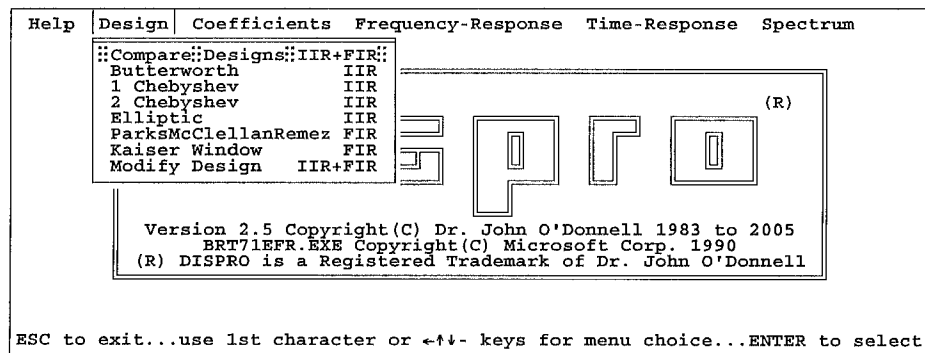 Help Design Coefficients Frequency-Response Time-Response Spectrum
Compare Designs IIR+FIR
Butterworth IIR
1 Chebyshev IIR
2 Chebyshev IIR
Elliptic IIR
ParksMcClellanRemez FIR
Kaiser Window FIR
Modify Design IIR+FIR
(R)
spro
Version 2.5 Copyright(C) Dr. John O'Donnell 1983 to 2005
BRT71EFR.EXE Copyright(C) Microsoft Corp. 1990
(R) DISPRO is a Registered Trademark of Dr. John O'Donnell
ESC to exit...use 1st character or ←↑↓- keys for menu choice...ENTER to select